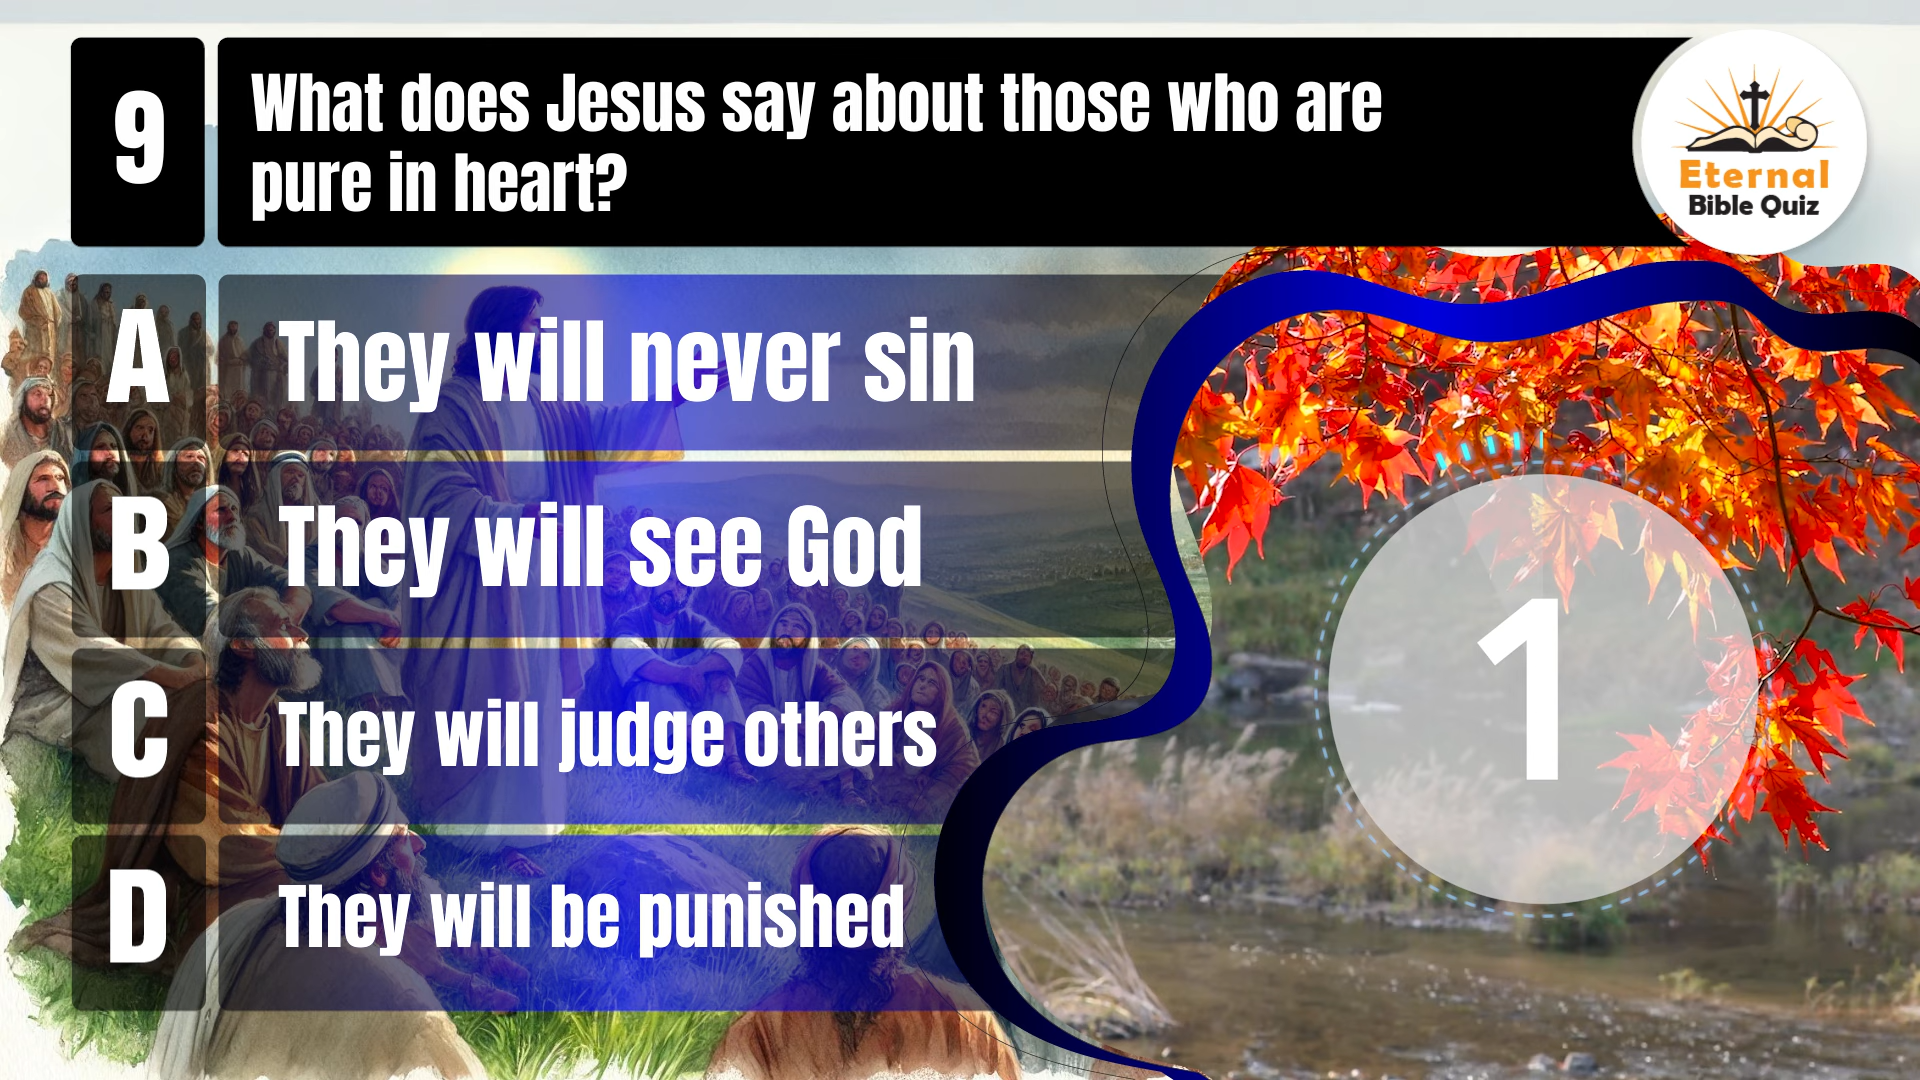 9
What does Jesus say about those who are
pure in heart?
Eternal
Bible Quiz
A
They will never sin
B
They will see God
C
They will judge others
D
They will be punished
1